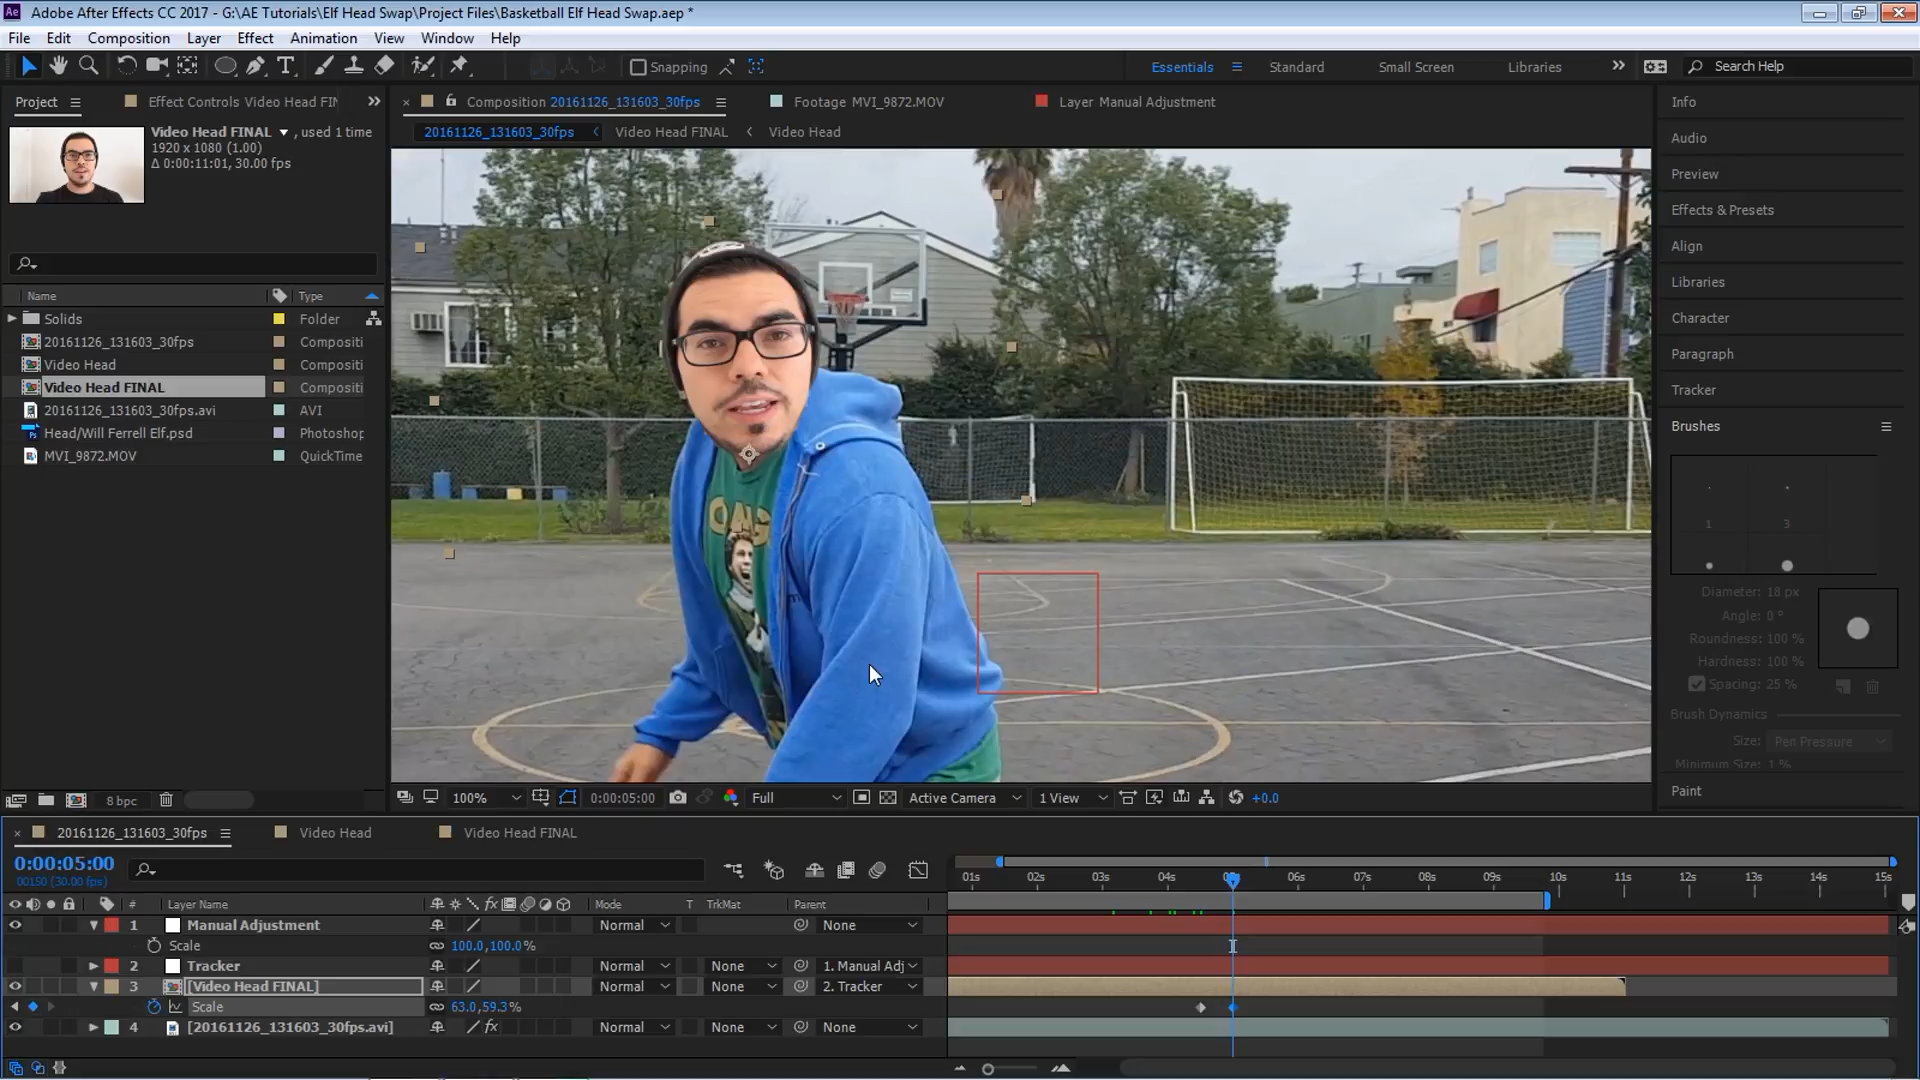 Adobe After Effects CC 2017 - G:\AE Tutorials\Elf Head Swap\Project Files\Basketball Elf Head Swap.aep *
File Edit Composition Layer Effect Animation View Window Help
Snapping
Essentials Standard Small Screen Libraries
Search Help
Project
Effect Controls Video Head FIN
Composition 20161126_131603_30fps
Footage MVI_9872.MOV
Layer Manual Adjustment
20161126_131603_30fps Video Head FINAL Video Head
Video Head FINAL , used 1 time
1920 x 1080 (1.00)
Δ 0:00:11:01, 30.00 fps
Name Type
Solids Folder
20161126_131603_30fps Compositi
Video Head Compositi
Video Head FINAL Compositi
20161126_131603_30fps.avi AVI
Head/Will Ferrell Elf.psd Photoshop
MVI_9872.MOV QuickTime
8 bpc
100% 0:00:05:00 Full Active Camera 1 View +0.0
Info
Audio
Preview
Effects & Presets
Align
Libraries
Character
Paragraph
Tracker
Brushes
1 3
Diameter: 18 px
Angle: 0 °
Roundness: 100 %
Hardness: 100 %
Spacing: 25 %
Brush Dynamics
Size: Pen Pressure
Minimum Size: 1 %
Paint
20161126_131603_30fps Video Head Video Head FINAL
0:00:05:00
00150 (30.00 fps)
01s 02s 03s 04s 06s 07s 08s 09s 10s 11s 12s 13s 14s 15s
# Layer Name Mode T TrkMat Parent
1 Manual Adjustment Normal None
Scale 100.0,100.0%
2 Tracker Normal None 1. Manual Adj
3 [Video Head FINAL] Normal None 2. Tracker
Scale 63.0,59.3%
4 [20161126_131603_30fps.avi] Normal None None